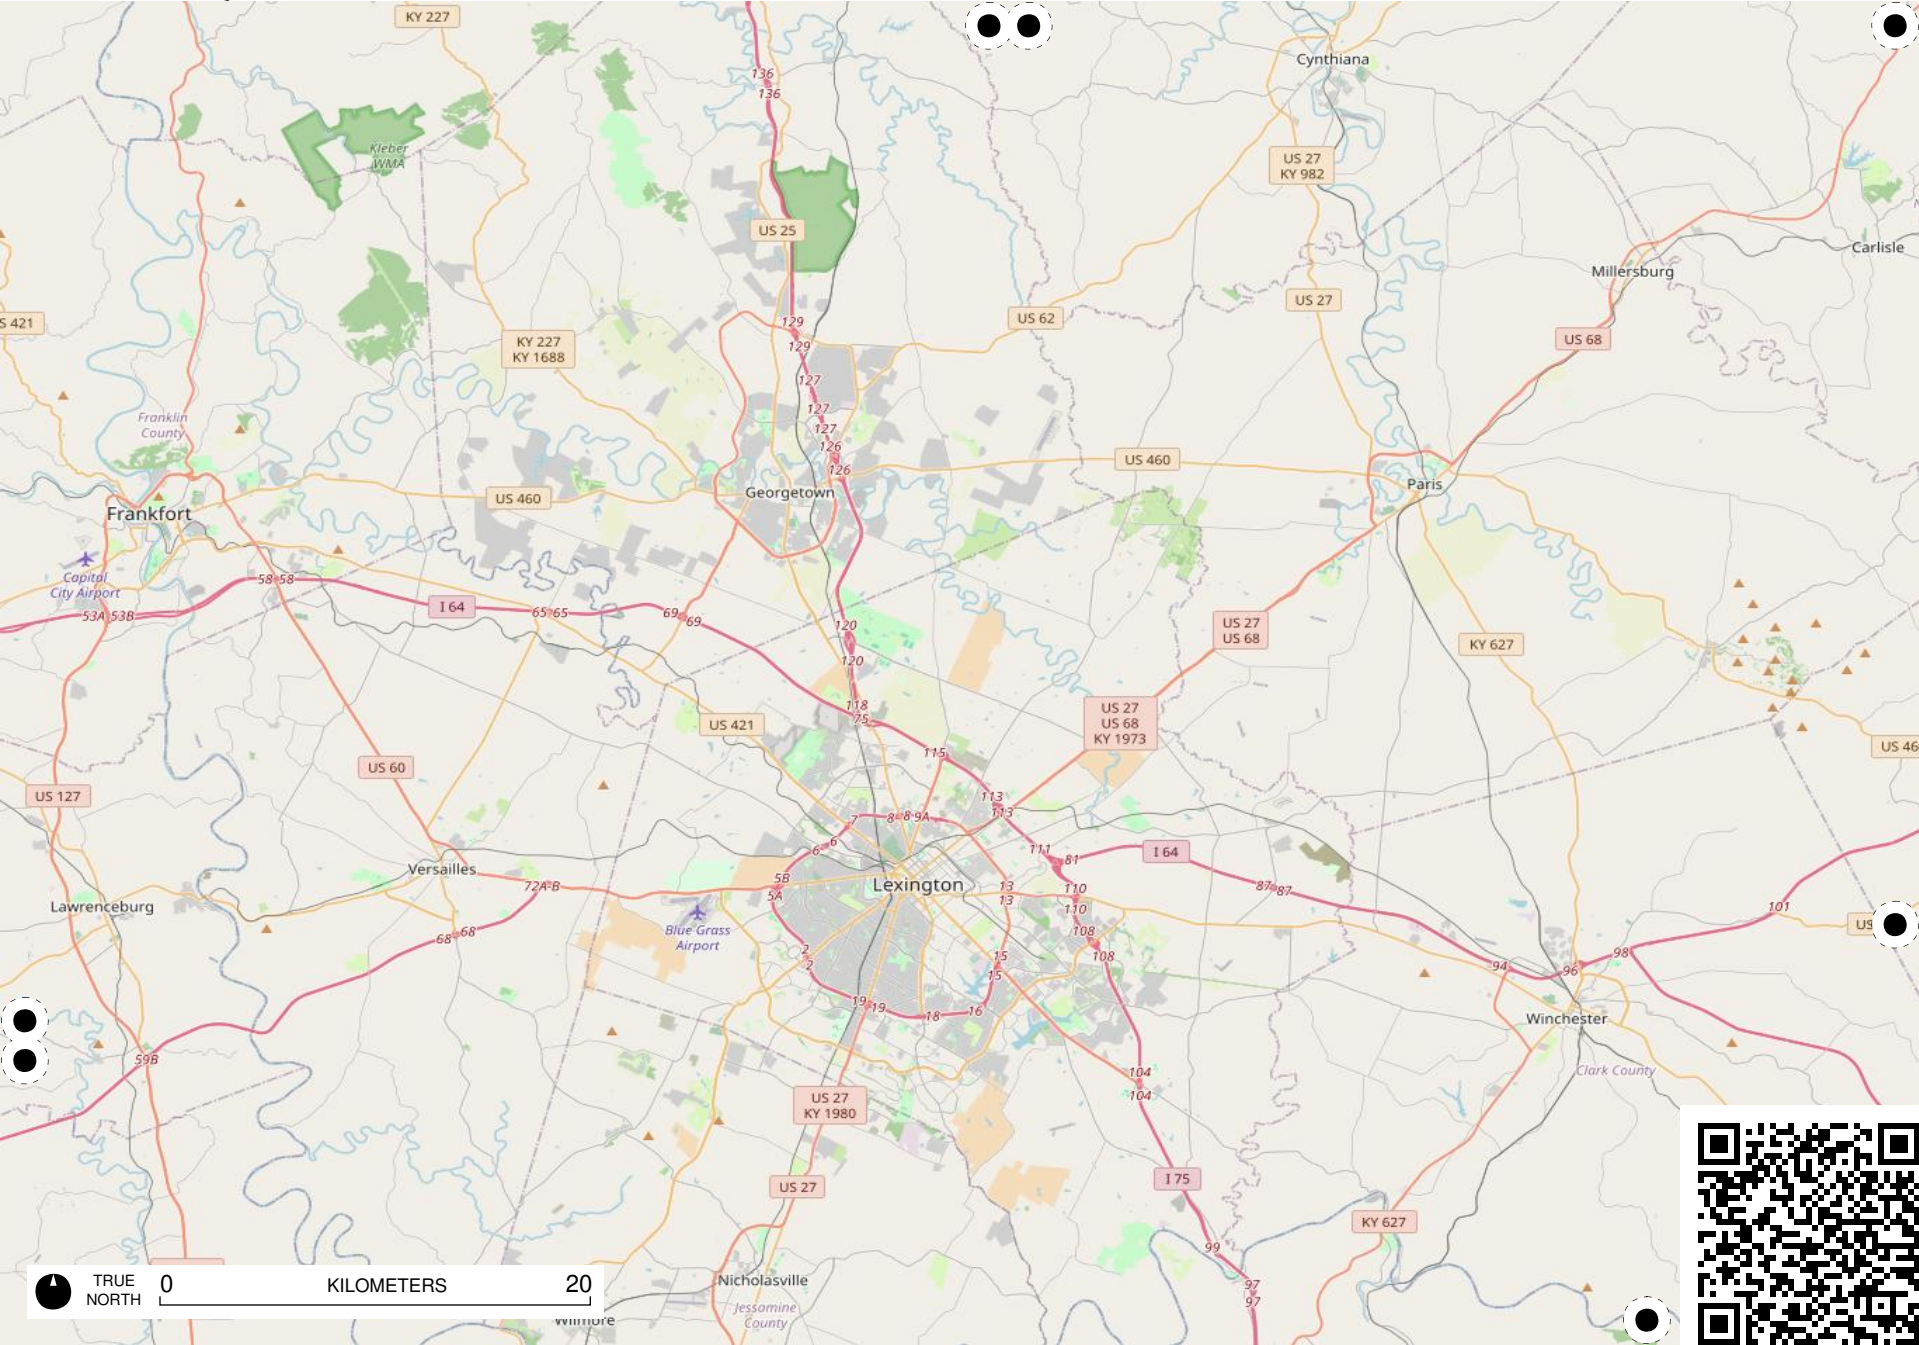 KY 227
Cynthiana
136
136
Kleber
WMA
US 27
KY 982
US 25
Carlisle
Millersburg
US 27
US 62
S 421
129
129
KY 227
KY 1688
US 68
127
127
127
126
126
Franklin
County
US 460
Paris
Georgetown
US 460
Frankfort
Capital
City Airport
58 58
53A 53B
I 64
65 65
69
69
120
120
US 27
US 68
KY 627
118
75
US 421
US 27
US 68
KY 1973
US 46
115
US 60
US 127
113
113
7
8
8
9A
6
6
111
81
I 64
Versailles
72A-B
5B
5A
Lexington
13
13
110
110
87
87
Lawrenceburg
101
US
Blue Grass
Airport
68
68
108
108
2
2
15
15
94
96
98
19
19
18
16
Winchester
59B
104
104
Clark County
US 27
KY 1980
I 75
US 27
KY 627
99
97
97
TRUE
NORTH
0
KILOMETERS
20
Nicholasville
Jessamine
County
Wilmore